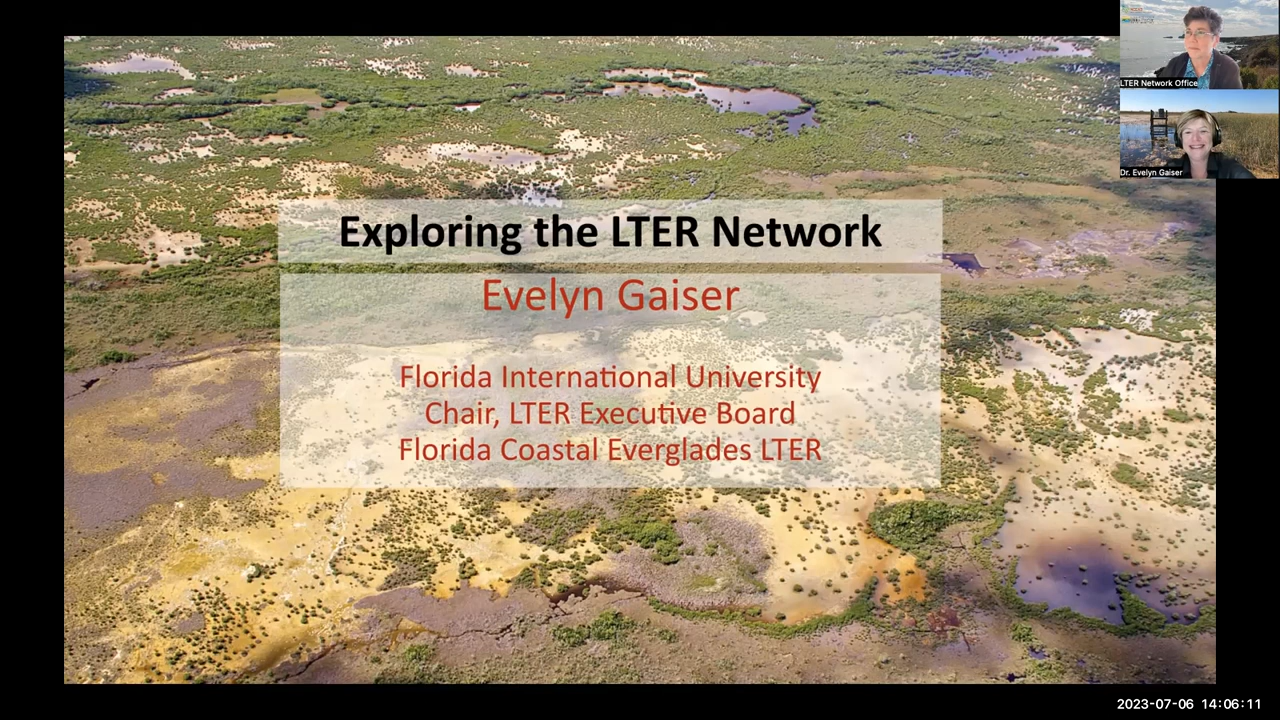 Exploring the LTER Network
Evelyn Gaiser
Florida International University
Chair, LTER Executive Board
Florida Coastal Everglades LTER
LTER Network Office
Dr. Evelyn Gaiser
2023-07-06 14:06:11